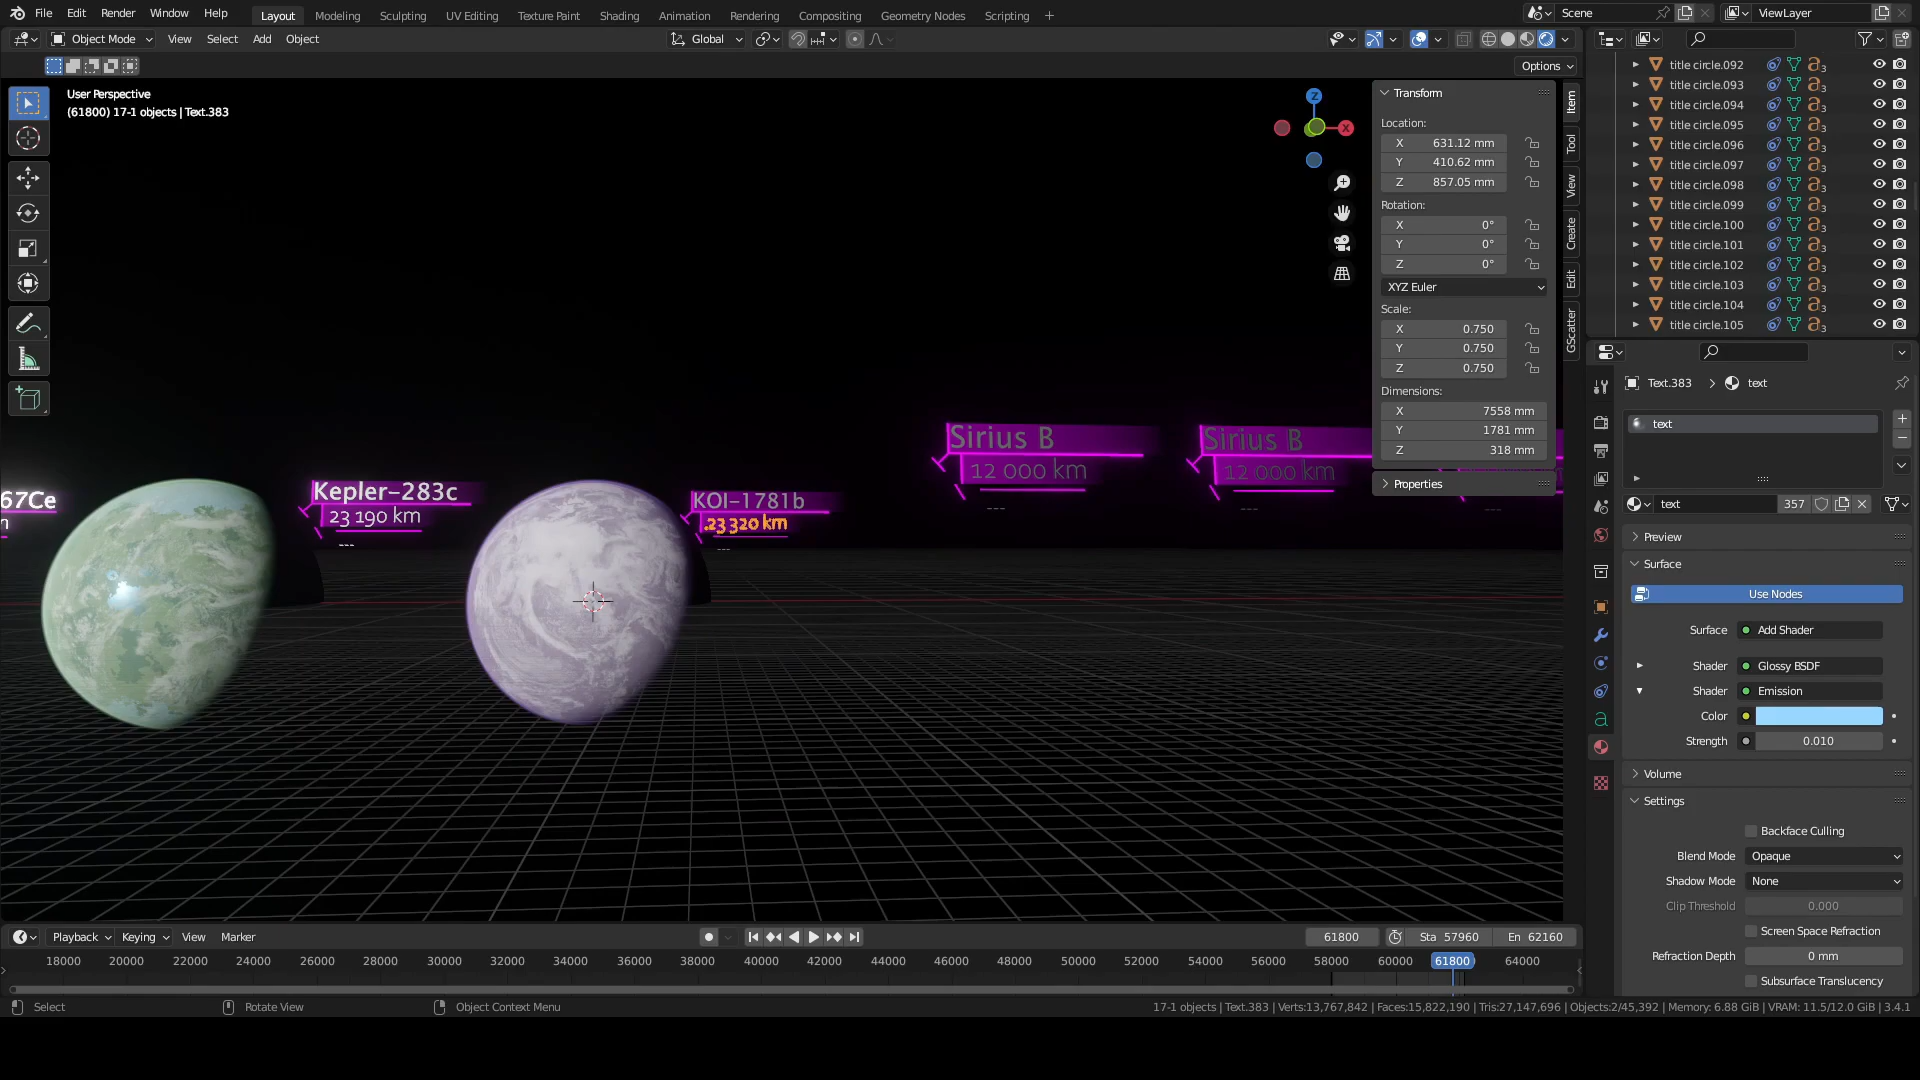 File Edit Render Window Help Layout Modeling Sculpting UV Editing Texture Paint Shading Animation Rendering Compositing Geometry Nodes Scripting + Scene ViewLayer
Object Mode View Select Add Object Global
Options
User Perspective
(61800) 17-1 objects | Text.383
Transform
Location:
X 631.12 mm
Y 410.62 mm
Z 857.05 mm
Rotation:
X 0°
Y 0°
Z 0°
XYZ Euler
Scale:
X 0.750
Y 0.750
Z 0.750
Dimensions:
X 7558 mm
Y 1781 mm
Z 318 mm
Properties
Item
Tool
View
Create
Edit
GScatter
Z
X
67Ce
Kepler-283c
23 190 km
---
KOI-1781b
23 320 km
---
Sirius B
12 000 km
---
Sirius B
12 000 km
---
title circle.092
title circle.093
title circle.094
title circle.095
title circle.096
title circle.097
title circle.098
title circle.099
title circle.100
title circle.101
title circle.102
title circle.103
title circle.104
title circle.105
Text.383 > text
text
text 357
Preview
Surface
Use Nodes
Surface Add Shader
Shader Glossy BSDF
Shader Emission
Color
Strength 0.010
Volume
Settings
Backface Culling
Blend Mode Opaque
Shadow Mode None
Clip Threshold 0.000
Screen Space Refraction
Refraction Depth 0 mm
Subsurface Translucency
Playback Keying View Marker 61800 Sta 57960 En 62160
18000 20000 22000 24000 26000 28000 30000 32000 34000 36000 38000 40000 42000 44000 46000 48000 50000 52000 54000 56000 58000 60000 61800 64000
Select Rotate View Object Context Menu 17-1 objects | Text.383 | Verts:13,767,842 | Faces:15,822,190 | Tris:27,147,696 | Objects:2/45,392 | Memory: 6.88 GiB | VRAM: 11.5/12.0 GiB | 3.4.1